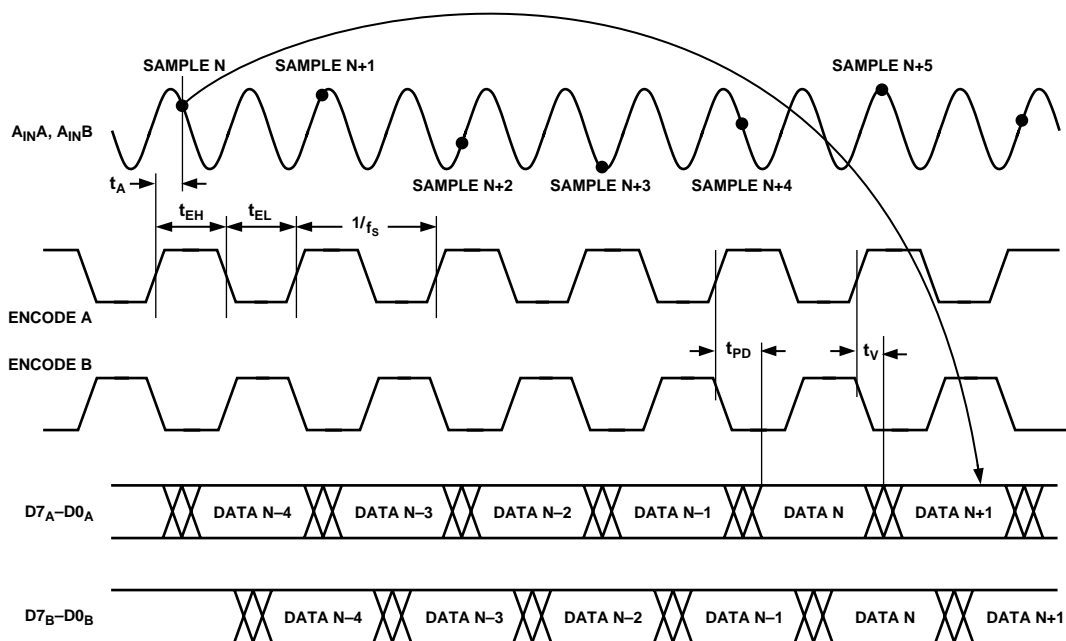 SAMPLE N
SAMPLE N+1
SAMPLE N+5
AINA, AINB
SAMPLE N+2
SAMPLE N+3
SAMPLE N+4
tA
tEH
tEL
1/fS
ENCODE A
ENCODE B
tPD
tV
D7A–D0A
DATA N–4
DATA N–3
DATA N–2
DATA N–1
DATA N
DATA N+1
D7B–D0B
DATA N–4
DATA N–3
DATA N–2
DATA N–1
DATA N
DATA N+1